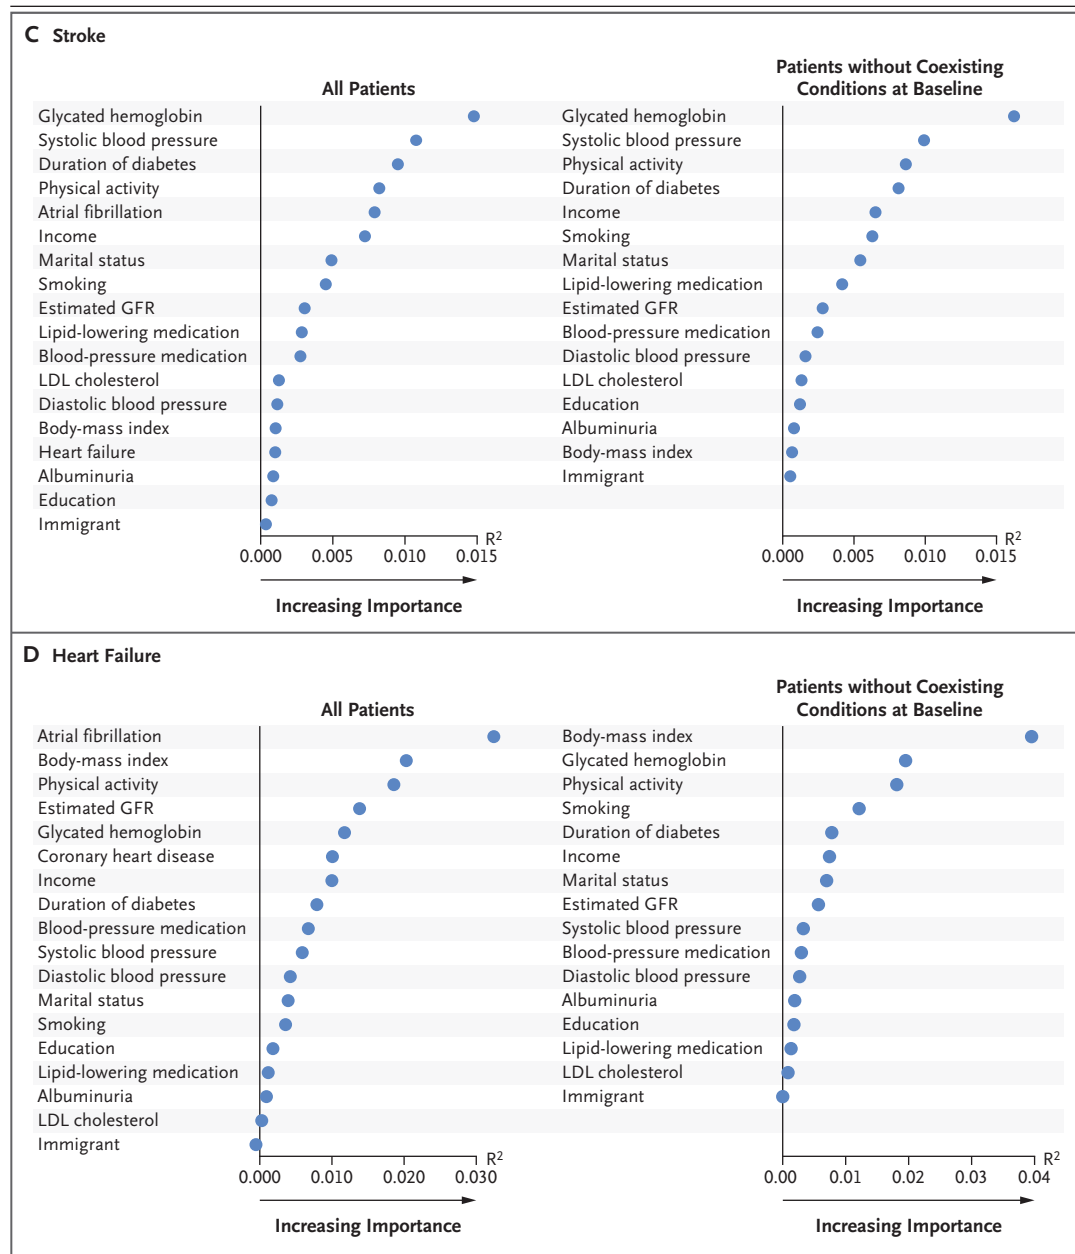 C Stroke
All Patients
Glycated hemoglobin
Systolic blood pressure
Duration of diabetes
Physical activity
Atrial fibrillation
Income
Marital status
Smoking
Estimated GFR
Lipid-lowering medication
Blood-pressure medication
LDL cholesterol
Diastolic blood pressure
Body-mass index
Heart failure
Albuminuria
Education
Immigrant
R²
0.000 0.005 0.010 0.015
Increasing Importance
Patients without Coexisting
Conditions at Baseline
Glycated hemoglobin
Systolic blood pressure
Physical activity
Duration of diabetes
Income
Smoking
Marital status
Lipid-lowering medication
Estimated GFR
Blood-pressure medication
Diastolic blood pressure
LDL cholesterol
Education
Albuminuria
Body-mass index
Immigrant
R²
0.000 0.005 0.010 0.015
Increasing Importance
D Heart Failure
All Patients
Atrial fibrillation
Body-mass index
Physical activity
Estimated GFR
Glycated hemoglobin
Coronary heart disease
Income
Duration of diabetes
Blood-pressure medication
Systolic blood pressure
Diastolic blood pressure
Marital status
Smoking
Education
Lipid-lowering medication
Albuminuria
LDL cholesterol
Immigrant
R²
0.000 0.010 0.020 0.030
Increasing Importance
Patients without Coexisting
Conditions at Baseline
Body-mass index
Glycated hemoglobin
Physical activity
Smoking
Duration of diabetes
Income
Marital status
Estimated GFR
Systolic blood pressure
Blood-pressure medication
Diastolic blood pressure
Albuminuria
Education
Lipid-lowering medication
LDL cholesterol
Immigrant
R²
0.00 0.01 0.02 0.03 0.04
Increasing Importance